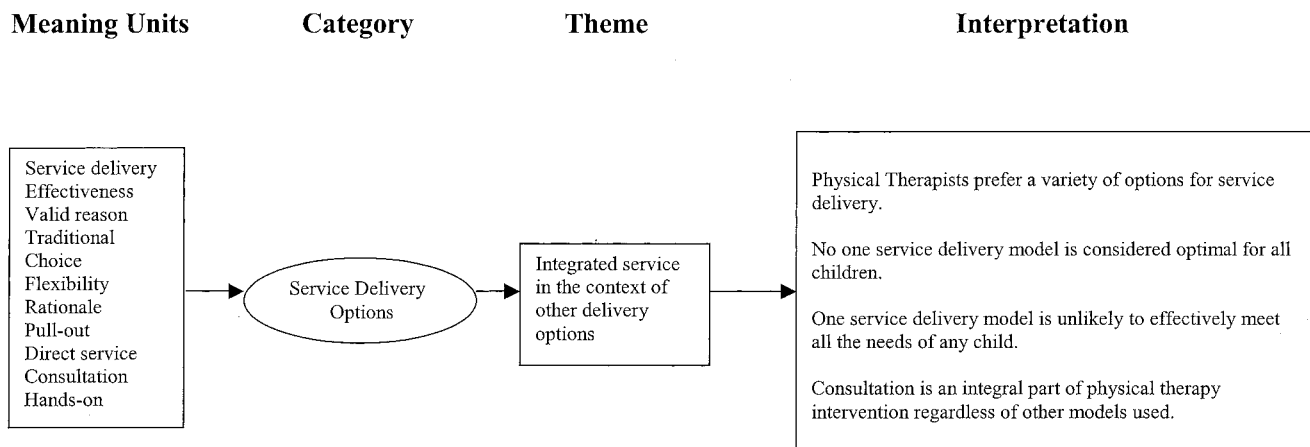 Meaning Units Category Theme Interpretation
Service delivery
Effectiveness
Valid reason
Traditional
Choice
Flexibility
Rationale
Pull-out
Direct service
Consultation
Hands-on
Service Delivery
Options
Integrated service
in the context of
other delivery
options
Physical Therapists prefer a variety of options for service
delivery.
No one service delivery model is considered optimal for all
children.
One service delivery model is unlikely to effectively meet
all the needs of any child.
Consultation is an integral part of physical therapy
intervention regardless of other models used.